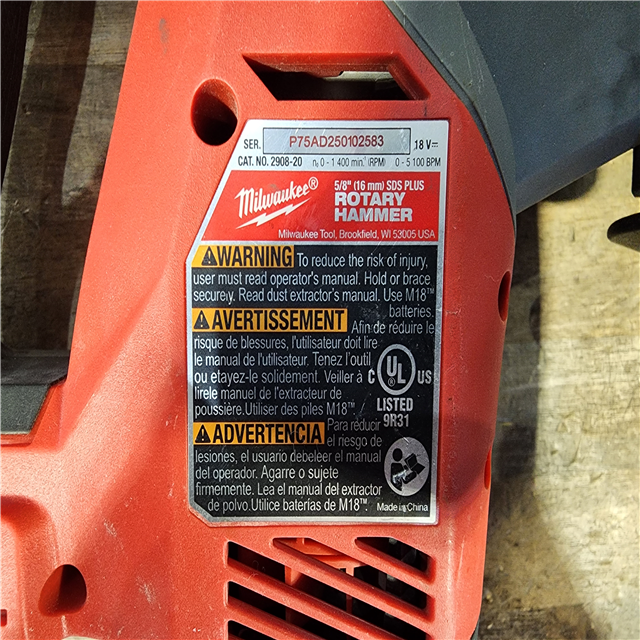 SER. P75AD250102583 18 V⎓
CAT. NO. 2908-20 n₀ 0 - 1 400 min.⁻¹ (RPM) 0 - 5 100 BPM
Milwaukee®
5/8" (16 mm) SDS PLUS
ROTARY
HAMMER
Milwaukee Tool, Brookfield, WI 53005 USA
⚠WARNING To reduce the risk of injury,
user must read operator's manual. Hold or brace
securely. Read dust extractor's manual. Use M18™
batteries.
⚠AVERTISSEMENT Afin de réduire le
risque de blessures, l'utilisateur doit lire
le manuel de l'utilisateur. Tenez l'outil
ou etayez-le solidement. Veiller à
lirele manuel de l'extracteur de
poussière.Utiliser des piles M18™.
C UL US
LISTED
9R31
⚠ADVERTENCIA Para reducir
el riesgo de
lesiones, el usuario debeleer el manual
del operador. Agarre o sujete
firmemente. Lea el manual del extractor
de polvo.Utilice baterías de M18™.
Made in China